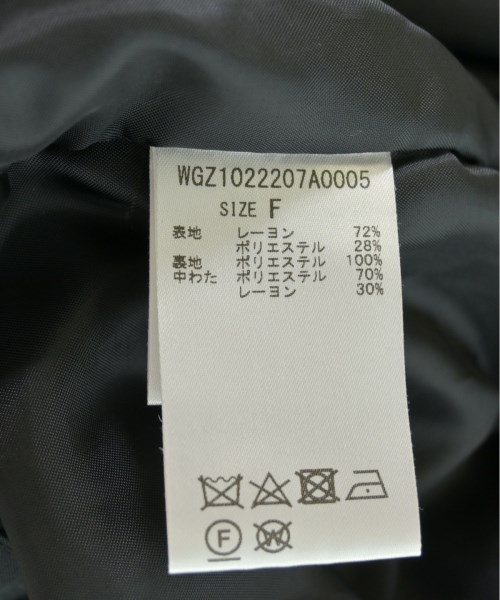 WGZ1022207A0005
SIZE F
表地 レーヨン 72%
ポリエステル 28%
裏地 ポリエステル 100%
中わた ポリエステル 70%
レーヨン 30%
F W